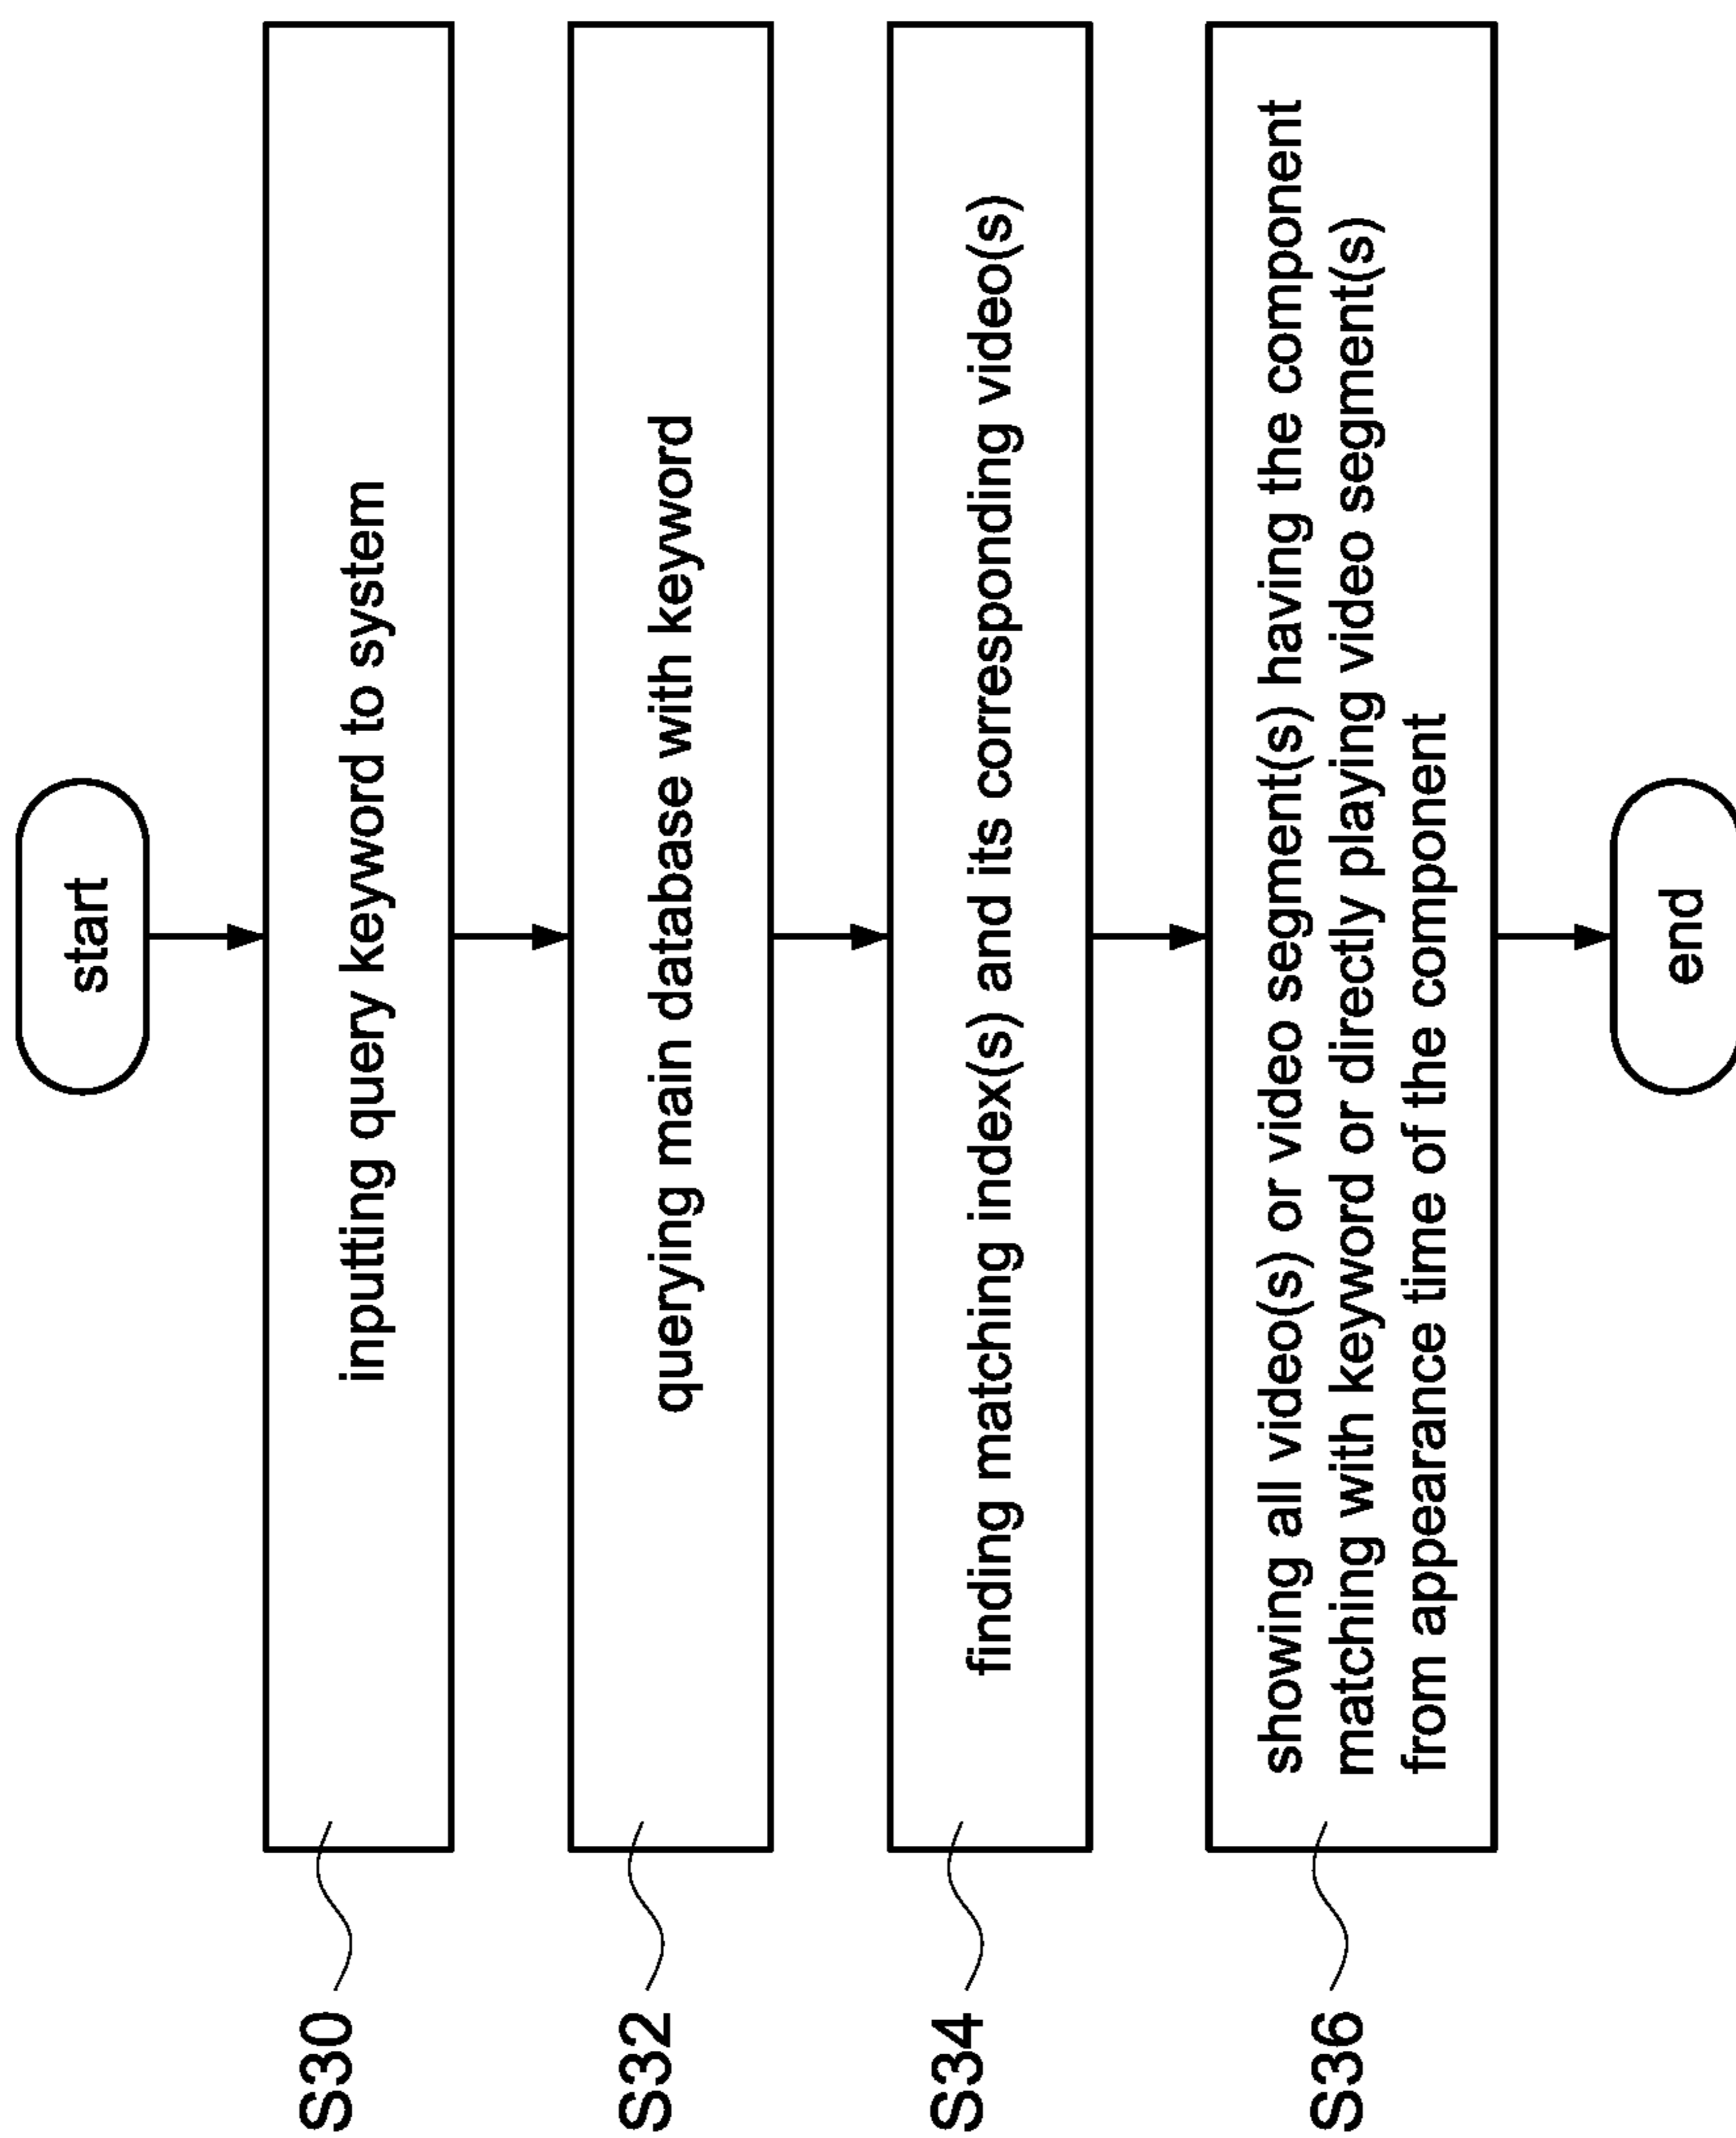 start
S30
inputting query keyword to system
S32
querying main database with keyword
S34
finding matching index(s) and its corresponding video(s)
S36
showing all video(s) or video segment(s) having the component
matching with keyword or directly playing video segment(s)
from appearance time of the component
end